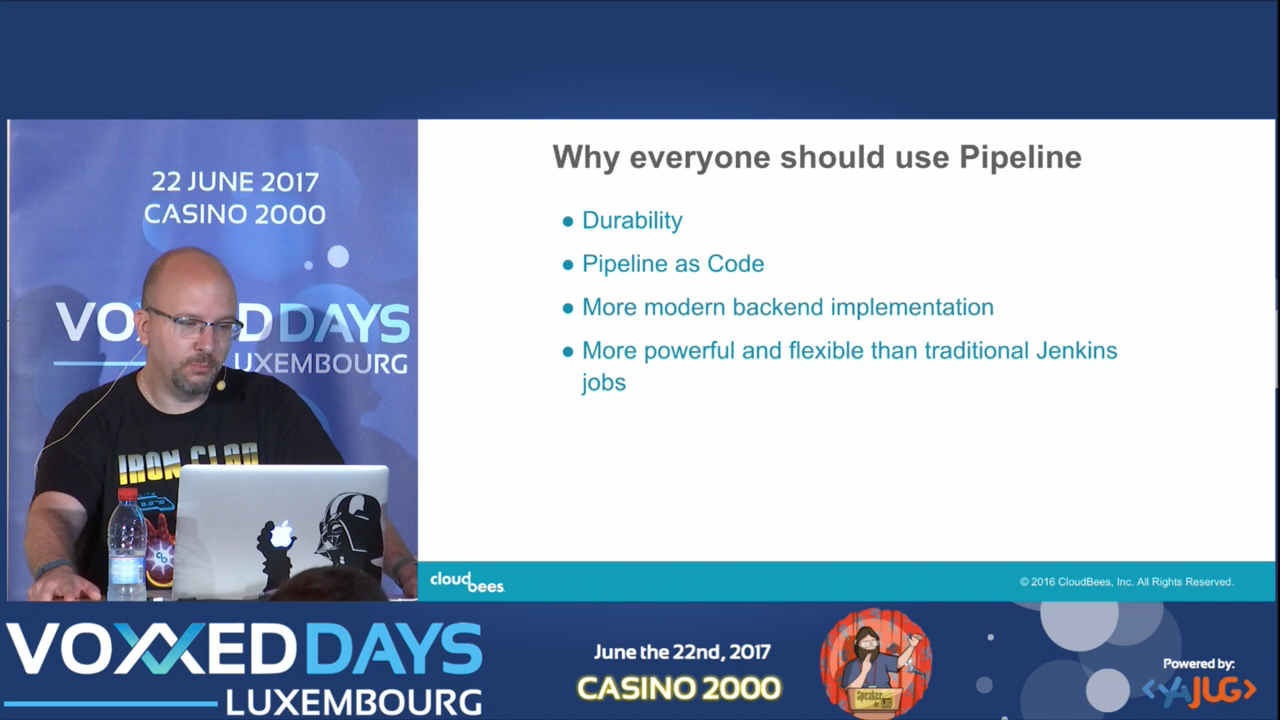 22 JUNE 2017
CASINO 2000
VOXXED DAYS
LUXEMBOURG
IRON CLAD
Why everyone should use Pipeline
● Durability
● Pipeline as Code
● More modern backend implementation
● More powerful and flexible than traditional Jenkins
jobs
cloudbees
© 2016 CloudBees, Inc. All Rights Reserved.
VOXXED DAYS
LUXEMBOURG
June the 22nd, 2017
CASINO 2000
Speaker
Powered by:
<YAJUG>